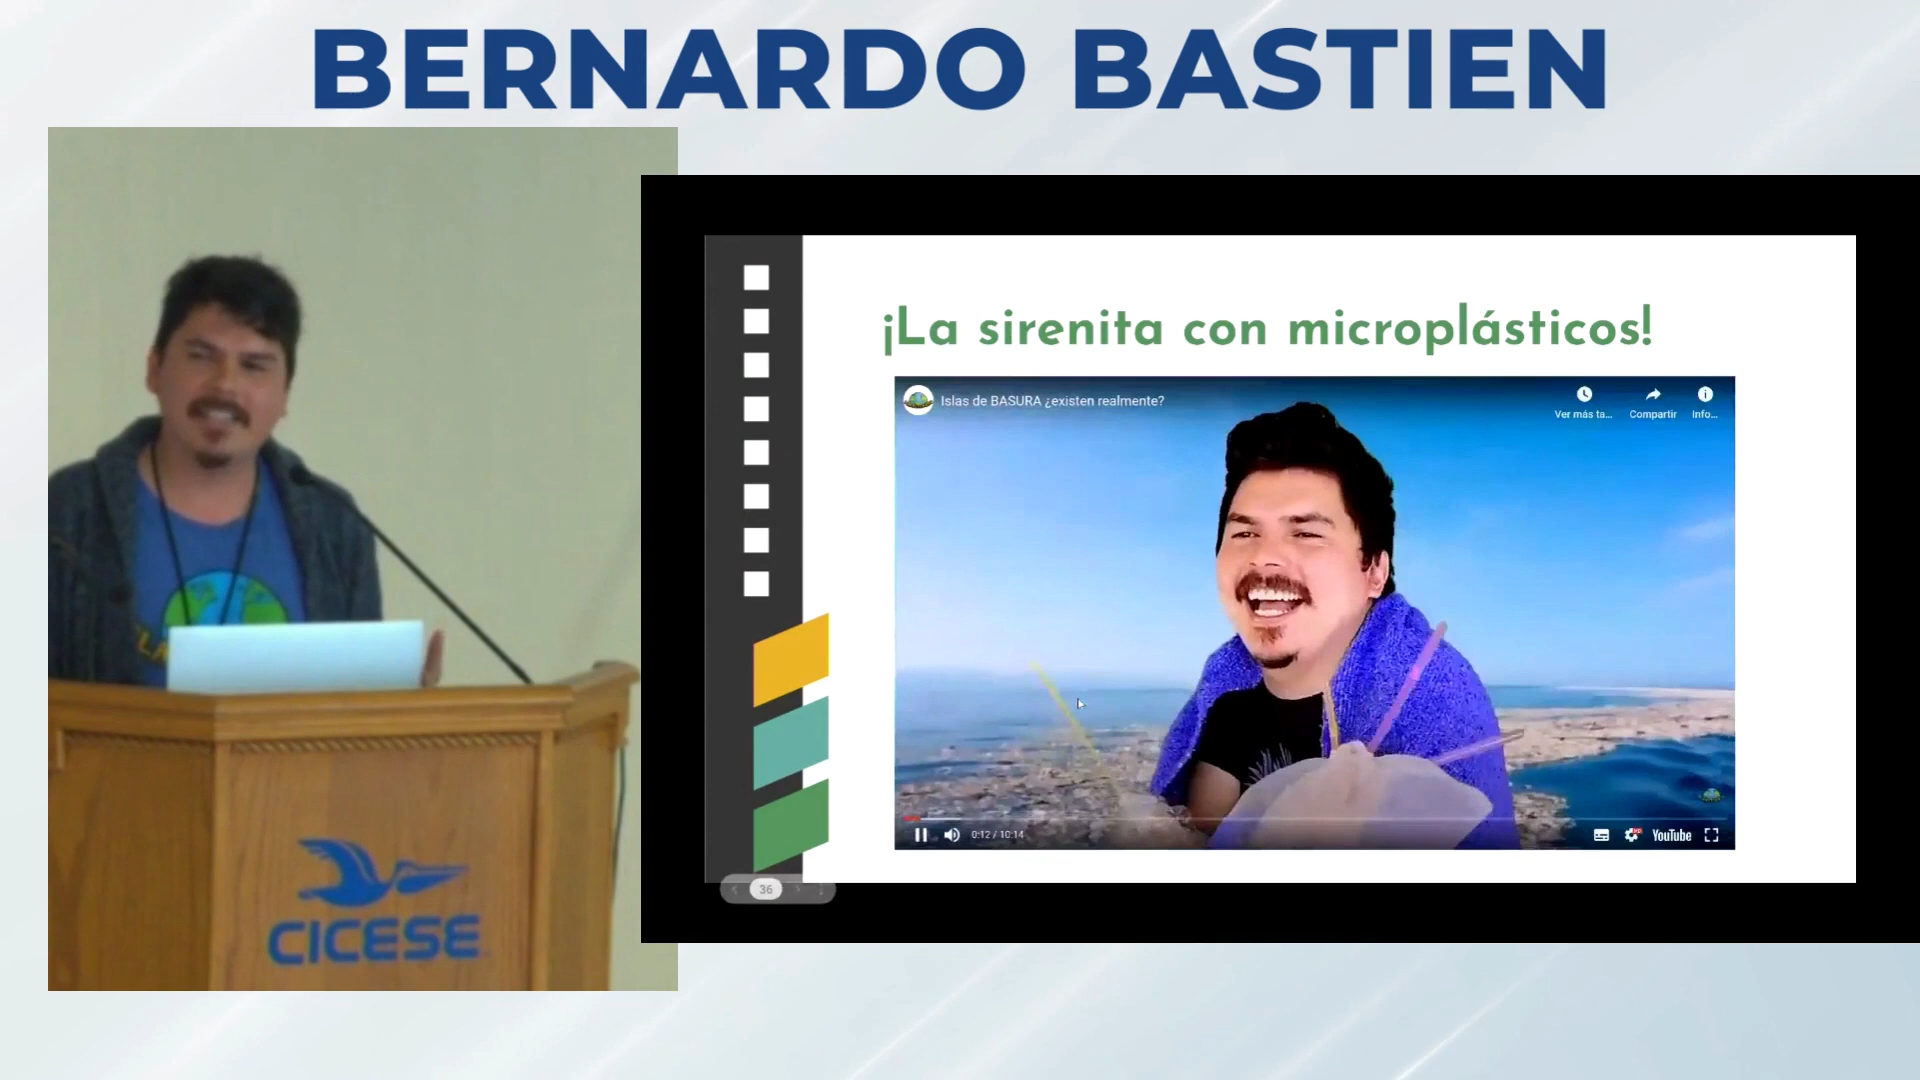 BERNARDO BASTIEN
¡La sirenita con microplásticos!
Islas de BASURA ¿existen realmente?
Ver más ta...
Compartir
Info...
0:12 / 10:14
HD
YouTube
36
CICESE